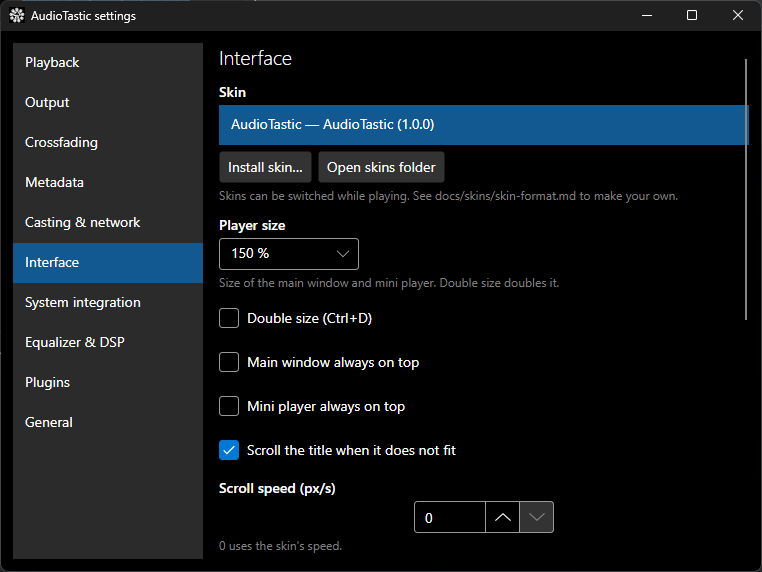 AudioTastic settings
Playback
Output
Crossfading
Metadata
Casting & network
Interface
System integration
Equalizer & DSP
Plugins
General
Interface
Skin
AudioTastic — AudioTastic (1.0.0)
Install skin... Open skins folder
Skins can be switched while playing. See docs/skins/skin-format.md to make your own.
Player size
150 %
Size of the main window and mini player. Double size doubles it.
Double size (Ctrl+D)
Main window always on top
Mini player always on top
Scroll the title when it does not fit
Scroll speed (px/s)
0
0 uses the skin's speed.